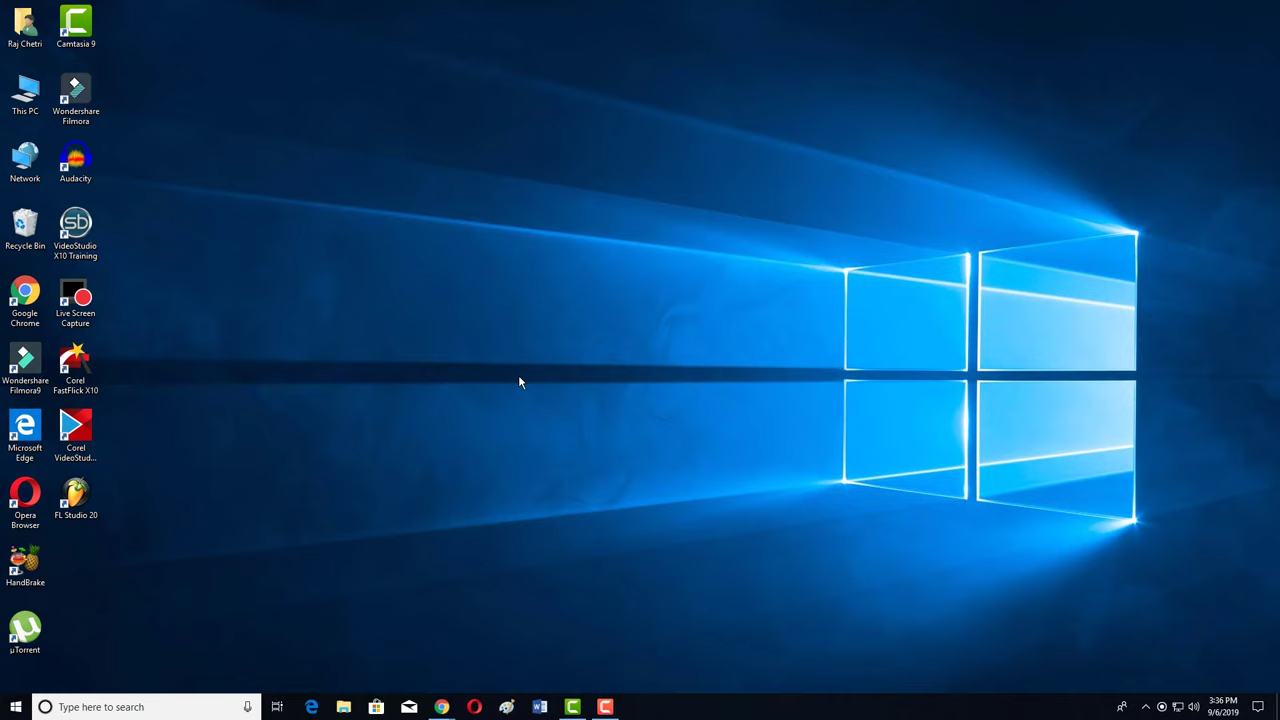 Raj Chetri
Camtasia 9
This PC
Wondershare
Filmora
Network
Audacity
Recycle Bin
sb
VideoStudio
X10 Training
Google
Chrome
Live Screen
Capture
Wondershare
Filmora9
Corel
FastFlick X10
Microsoft
Edge
Corel
VideoStud...
Opera
Browser
FL Studio 20
HandBrake
µTorrent
Type here to search
3:36 PM
9/6/2019